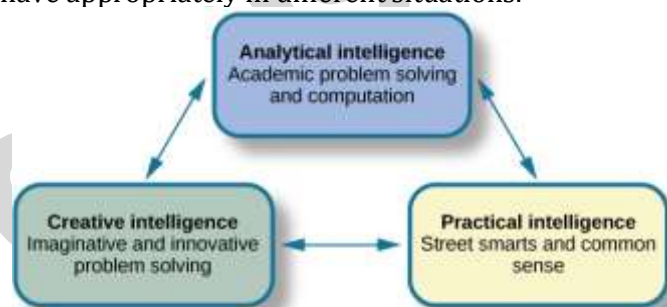 appropriately in different situations.
Analytical intelligence
Academic problem solving
and computation
Creative intelligence
Imaginative and innovative
problem solving
Practical intelligence
Street smarts and common
sense